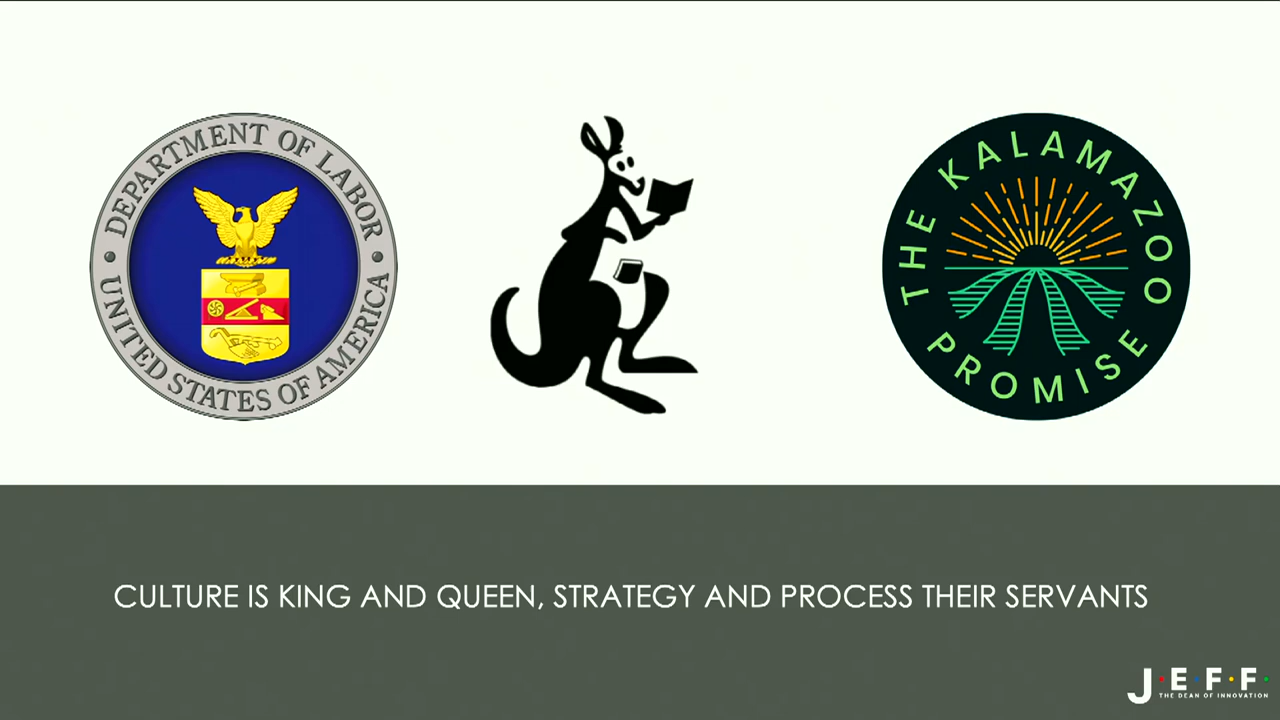 DEPARTMENT OF LABOR
UNITED STATES OF AMERICA
THE KALAMAZOO
PROMISE
CULTURE IS KING AND QUEEN, STRATEGY AND PROCESS THEIR SERVANTS
J·E·F·F·
THE DEAN OF INNOVATION